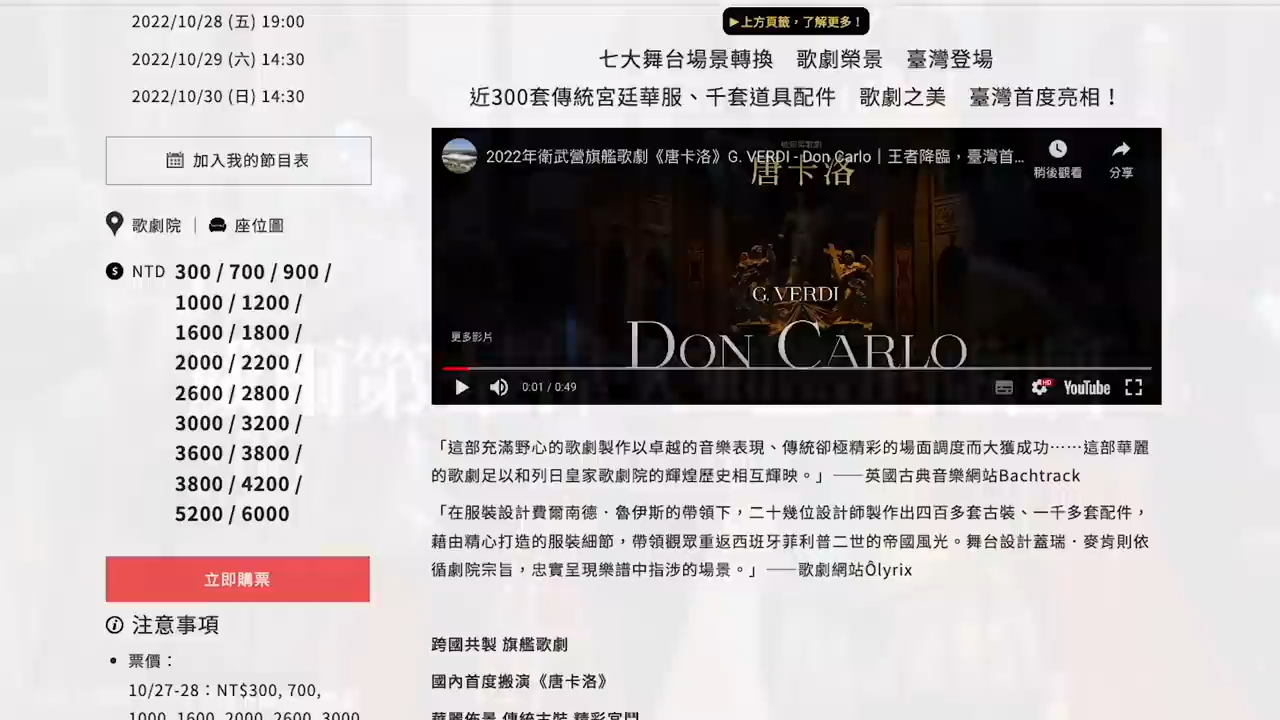 2022/10/28 (五) 19:00
2022/10/29 (六) 14:30
2022/10/30 (日) 14:30
加入我的節目表
歌劇院 | 座位圖
NTD 300 / 700 / 900 /
1000 / 1200 /
1600 / 1800 /
2000 / 2200 /
2600 / 2800 /
3000 / 3200 /
3600 / 3800 /
3800 / 4200 /
5200 / 6000
立即購票
注意事項
• 票價：
10/27-28：NT$300, 700,
1000, 1600, 2000, 2600, 3000
▶上方頁籤，了解更多！
七大舞台場景轉換　歌劇榮景　臺灣登場
近300套傳統宮廷華服、千套道具配件　歌劇之美　臺灣首度亮相！
2022年衛武營旗艦歌劇《唐卡洛》G. VERDI - Don Carlo｜王者降臨，臺灣首...
稍後觀看
分享
唐卡洛
G. VERDI
DON CARLO
更多影片
0:01 / 0:49
HD
YouTube
「這部充滿野心的歌劇製作以卓越的音樂表現、傳統卻極精彩的場面調度而大獲成功⋯⋯這部華麗
的歌劇足以和列日皇家歌劇院的輝煌歷史相互輝映。」——英國古典音樂網站Bachtrack
「在服裝設計費爾南德．魯伊斯的帶領下，二十幾位設計師製作出四百多套古裝、一千多套配件，
藉由精心打造的服裝細節，帶領觀眾重返西班牙菲利普二世的帝國風光。舞台設計蓋瑞．麥肯則依
循劇院宗旨，忠實呈現樂譜中指涉的場景。」——歌劇網站Ôlyrix
跨國共製 旗艦歌劇
國內首度搬演《唐卡洛》
華麗佈景 傳統古裝 精彩宮鬥